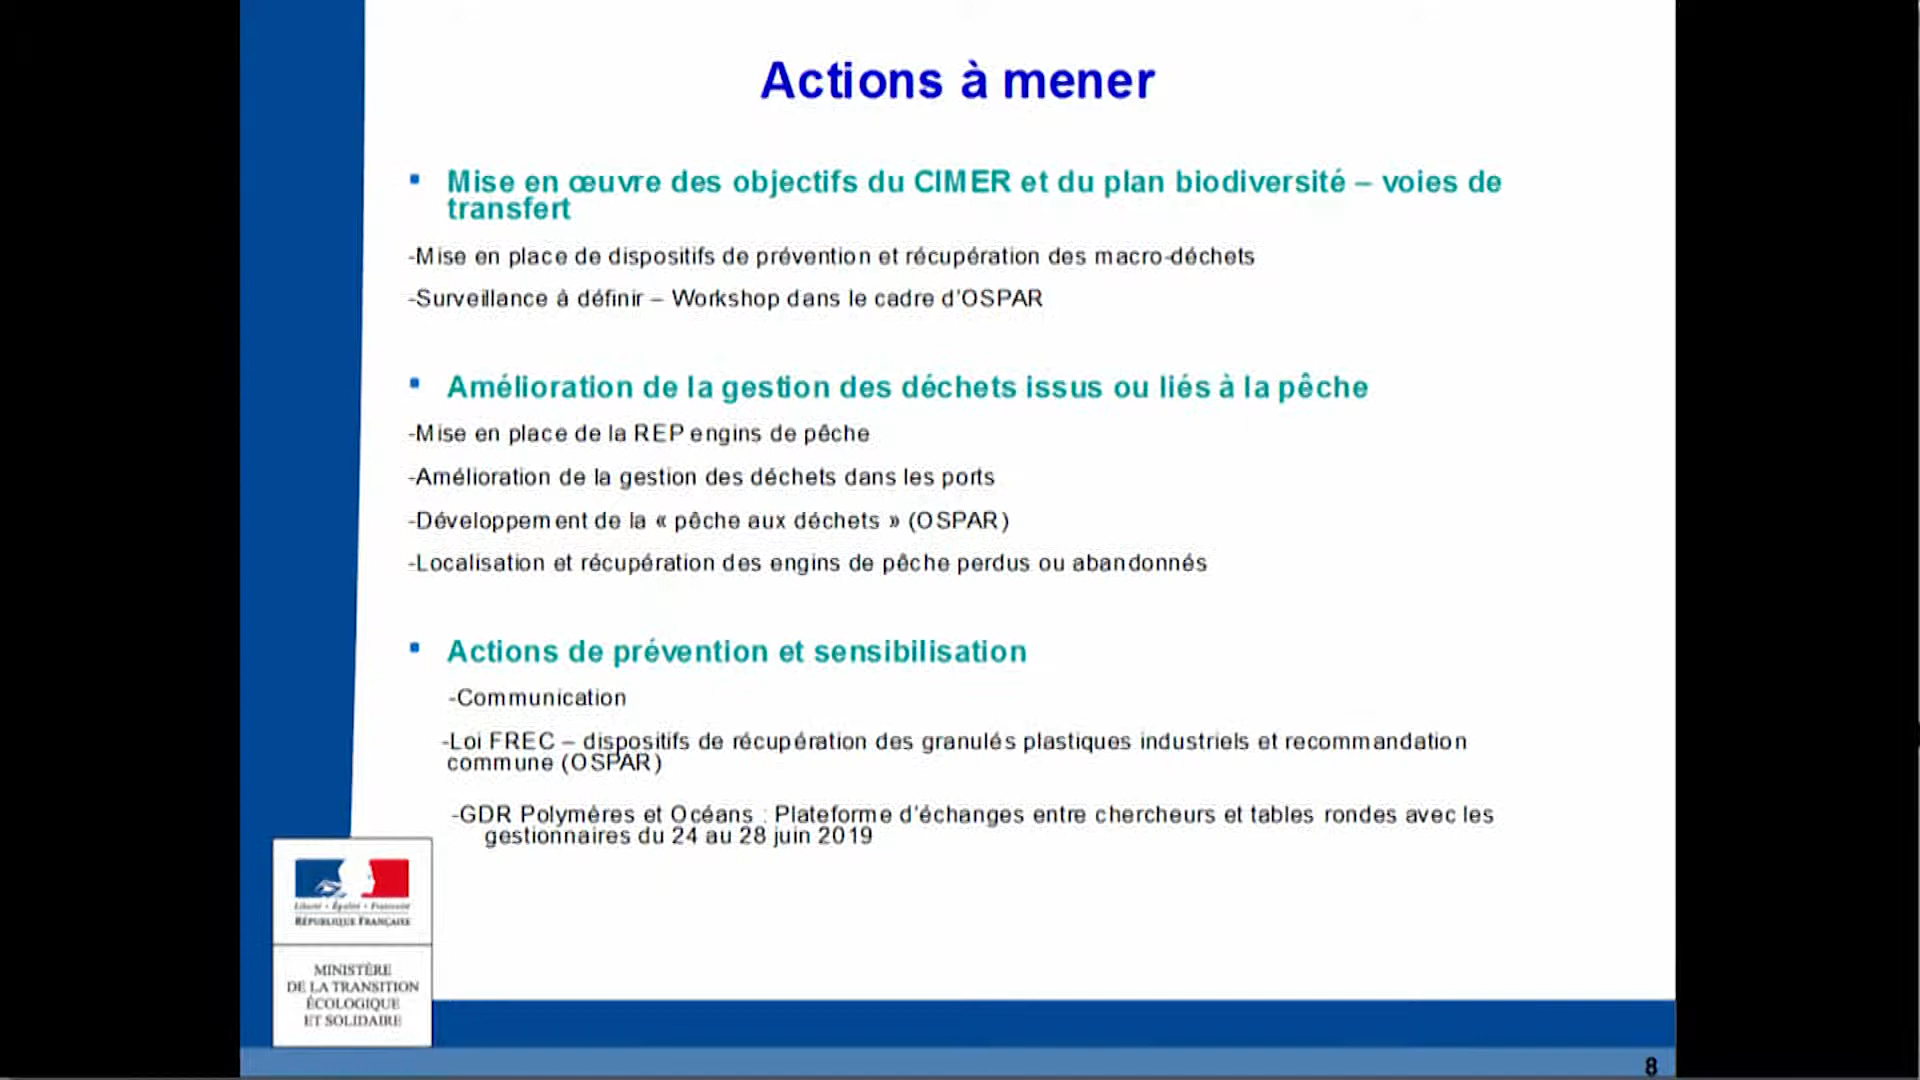 Actions à mener
Mise en œuvre des objectifs du CIMER et du plan biodiversité – voies de
transfert
-Mise en place de dispositifs de prévention et récupération des macro-déchets
-Surveillance à définir – Workshop dans le cadre d'OSPAR
Amélioration de la gestion des déchets issus ou liés à la pêche
-Mise en place de la REP engins de pêche
-Amélioration de la gestion des déchets dans les ports
-Développement de la « pêche aux déchets » (OSPAR)
-Localisation et récupération des engins de pêche perdus ou abandonnés
Actions de prévention et sensibilisation
-Communication
-Loi FREC – dispositifs de récupération des granulés plastiques industriels et recommandation
commune (OSPAR)
-GDR Polymères et Océans : Plateforme d'échanges entre chercheurs et tables rondes avec les
gestionnaires du 24 au 28 juin 2019
Liberté • Égalité • Fraternité
RÉPUBLIQUE FRANÇAISE
MINISTÈRE
DE LA TRANSITION
ÉCOLOGIQUE
ET SOLIDAIRE
8